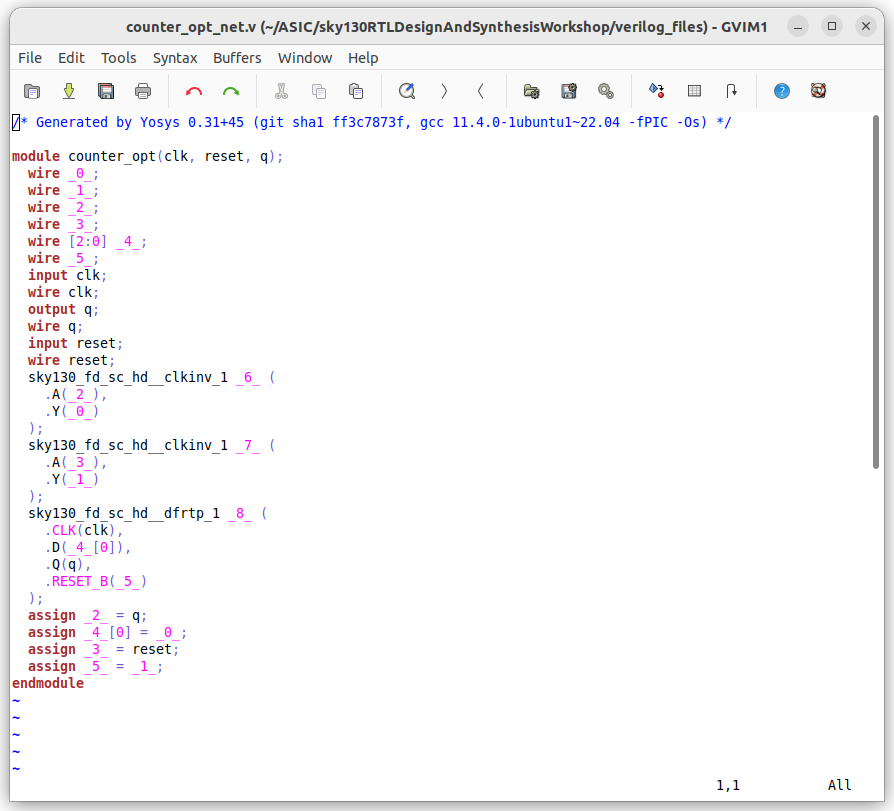 counter_opt_net.v (~/ASIC/sky130RTLDesignAndSynthesisWorkshop/verilog_files) - GVIM1
File Edit Tools Syntax Buffers Window Help
/* Generated by Yosys 0.31+45 (git sha1 ff3c7873f, gcc 11.4.0-1ubuntu1~22.04 -fPIC -Os) */

module counter_opt(clk, reset, q);
  wire _0_;
  wire _1_;
  wire _2_;
  wire _3_;
  wire [2:0] _4_;
  wire _5_;
  input clk;
  wire clk;
  output q;
  wire q;
  input reset;
  wire reset;
  sky130_fd_sc_hd__clkinv_1 _6_ (
    .A(_2_),
    .Y(_0_)
  );
  sky130_fd_sc_hd__clkinv_1 _7_ (
    .A(_3_),
    .Y(_1_)
  );
  sky130_fd_sc_hd__dfrtp_1 _8_ (
    .CLK(clk),
    .D(_4_[0]),
    .Q(q),
    .RESET_B(_5_)
  );
  assign _2_ = q;
  assign _4_[0] = _0_;
  assign _3_ = reset;
  assign _5_ = _1_;
endmodule
~
~
~
~
~
1,1 All